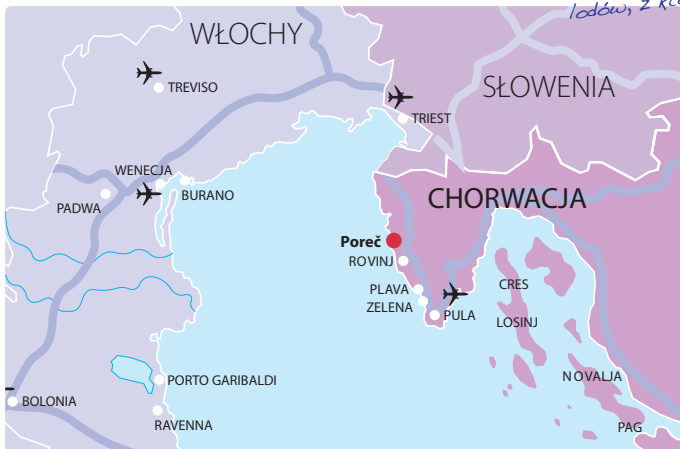 lodów, z
WŁOCHY
TREVISO
SŁOWENIA
TRIEST
WENECJA
BURANO
PADWA
CHORWACJA
Poreč
ROVINJ
PLAVA
ZELENA
PULA
CRES
LOSINJ
NOVALJA
PAG
PORTO GARIBALDI
BOLONIA
RAVENNA